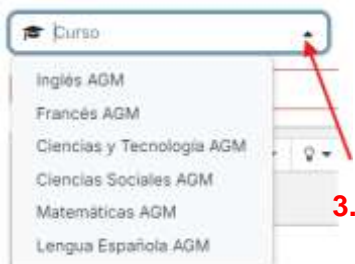 Curso
Inglés AGM
Francés AGM
Ciencias y Tecnología AGM
Ciencias Sociales AGM
Matemáticas AGM
3.
Lengua Española AGM